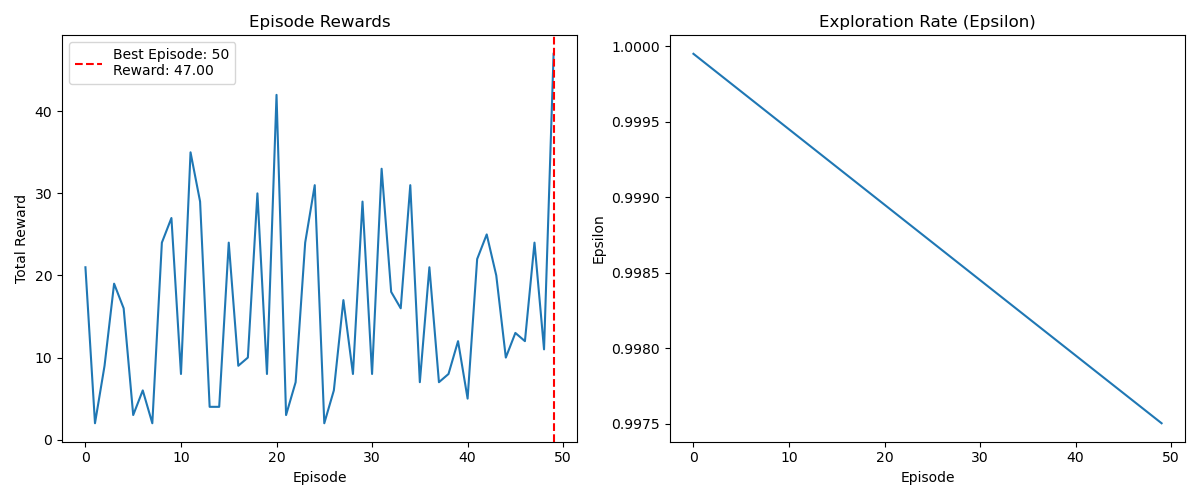 Episode Rewards
Best Episode: 50
Reward: 47.00
Total Reward
40
30
20
10
0
0 10 20 30 40 50
Episode
Exploration Rate (Epsilon)
Epsilon
1.0000
0.9995
0.9990
0.9985
0.9980
0.9975
0 10 20 30 40 50
Episode